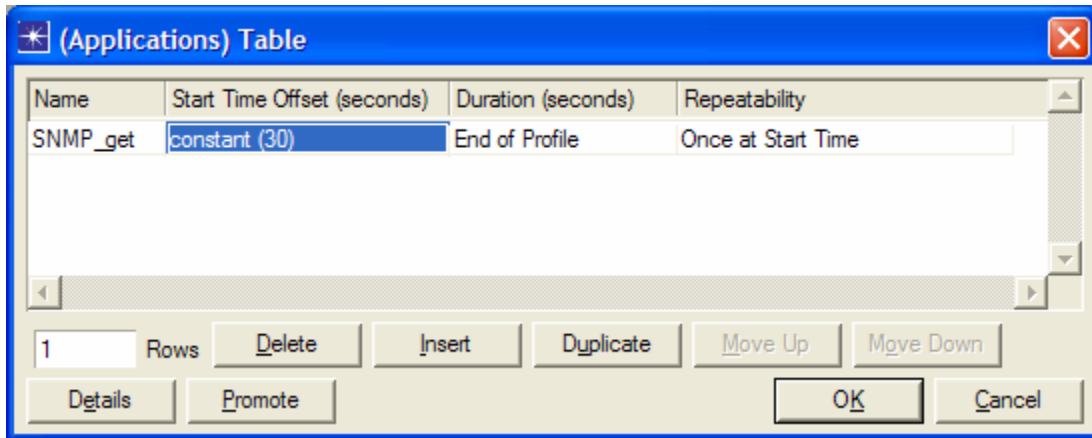 (Applications) Table
Name Start Time Offset (seconds) Duration (seconds) Repeatability
SNMP_get constant (30) End of Profile Once at Start Time
1 Rows Delete Insert Duplicate Move Up Move Down
Details Promote OK Cancel